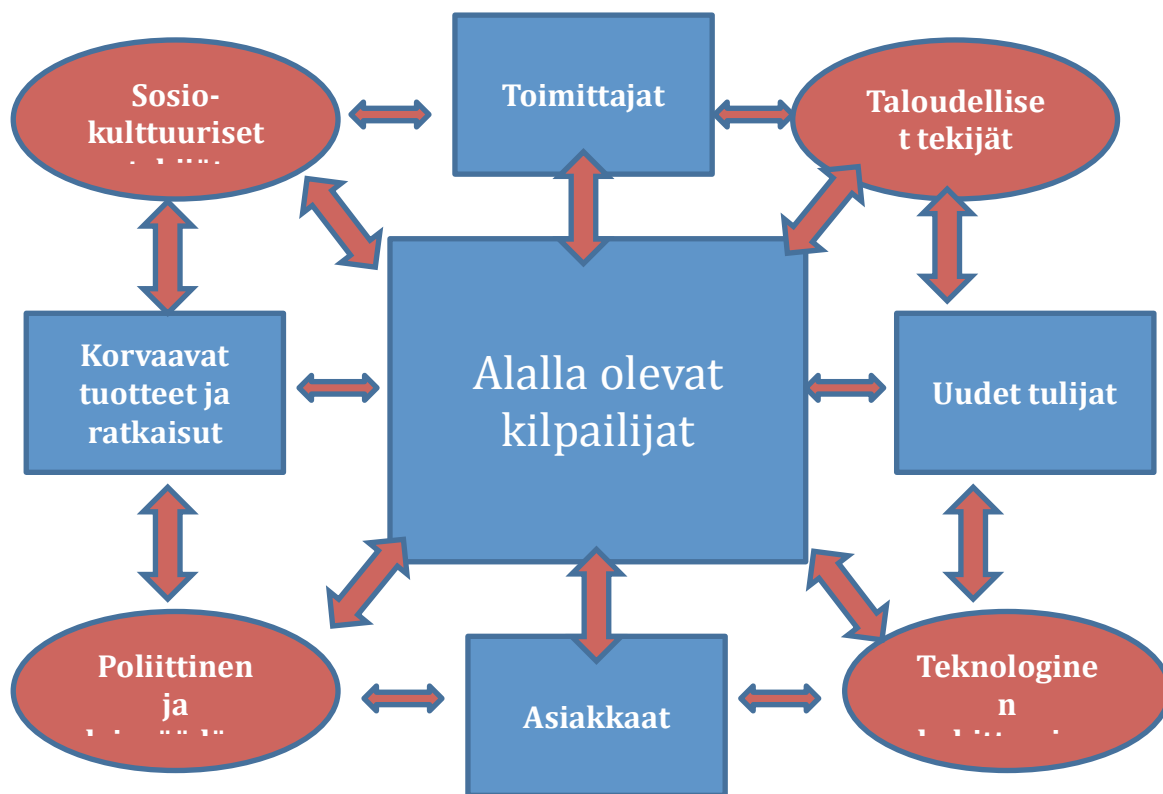 Sosio-
kulttuuriset
Toimittajat
Taloudellise
t tekijät
Korvaavat
tuotteet ja
ratkaisut
Alalla olevat
kilpailijat
Uudet tulijat
Poliittinen
ja
Asiakkaat
Teknologine
n